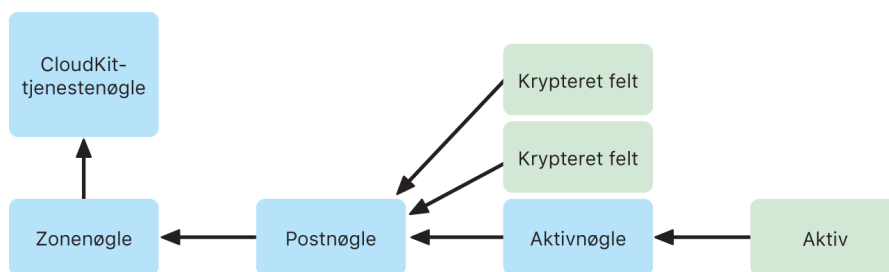 CloudKit-
tjenestenøgle
Krypteret felt
Krypteret felt
Zonenøgle
Postnøgle
Aktivnøgle
Aktiv